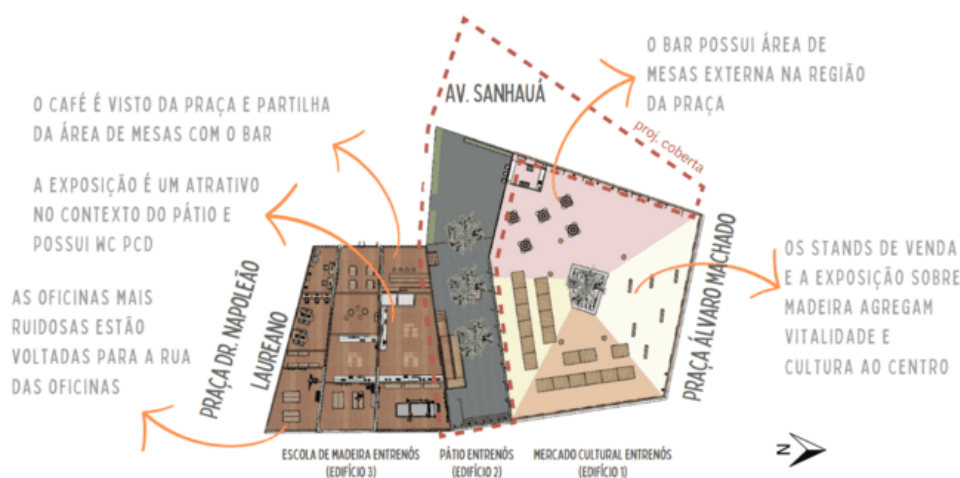 O BAR POSSUI ÁREA DE
MESAS EXTERNA NA REGIÃO
DA PRAÇA
AV. SANHAUÁ
proj. coberta
O CAFÉ É VISTO DA PRAÇA E PARTILHA
DA ÁREA DE MESAS COM O BAR
A EXPOSIÇÃO É UM ATRATIVO
NO CONTEXTO DO PÁTIO E
POSSUI WC PCD
AS OFICINAS MAIS
RUIDOSAS ESTÃO
VOLTADAS PARA A RUA
DAS OFICINAS
PRAÇA DR. NAPOLEÃO
LAUREANO
PRAÇA ÁLVARO MACHADO
OS STANDS DE VENDA
E A EXPOSIÇÃO SOBRE
MADEIRA AGREGAM
VITALIDADE E
CULTURA AO CENTRO
ESCOLA DE MADEIRA ENTRENÓS
(EDIFÍCIO 3)
PÁTIO ENTRENÓS
(EDIFÍCIO 2)
MERCADO CULTURAL ENTRENÓS
(EDIFÍCIO 1)
N